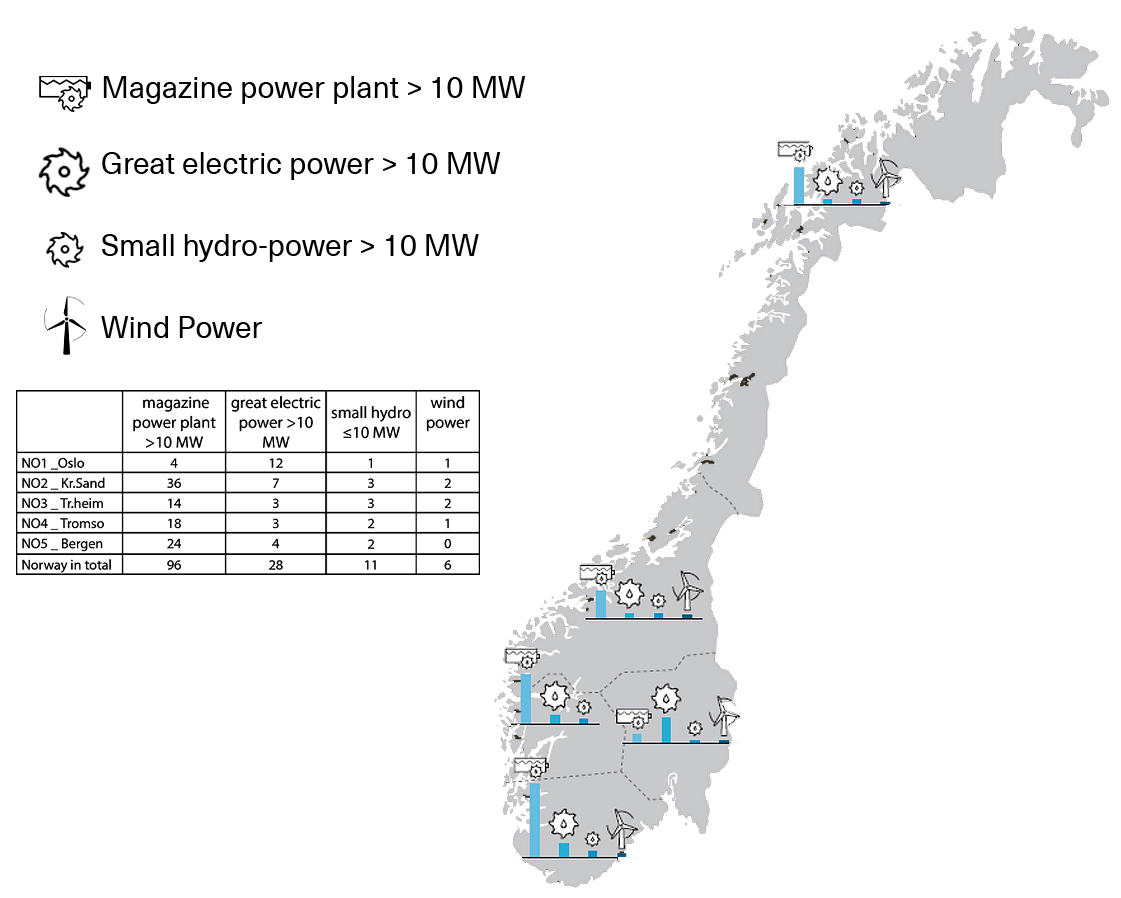 Magazine power plant > 10 MW
Great electric power > 10 MW
Small hydro-power > 10 MW
Wind Power
magazine power plant >10 MW great electric power >10 MW small hydro ≤10 MW wind power
NO1 _Oslo 4 12 1 1
NO2 _ Kr.Sand 36 7 3 2
NO3 _ Tr.heim 14 3 3 2
NO4 _ Tromso 18 3 2 1
NO5 _ Bergen 24 4 2 0
Norway in total 96 28 11 6